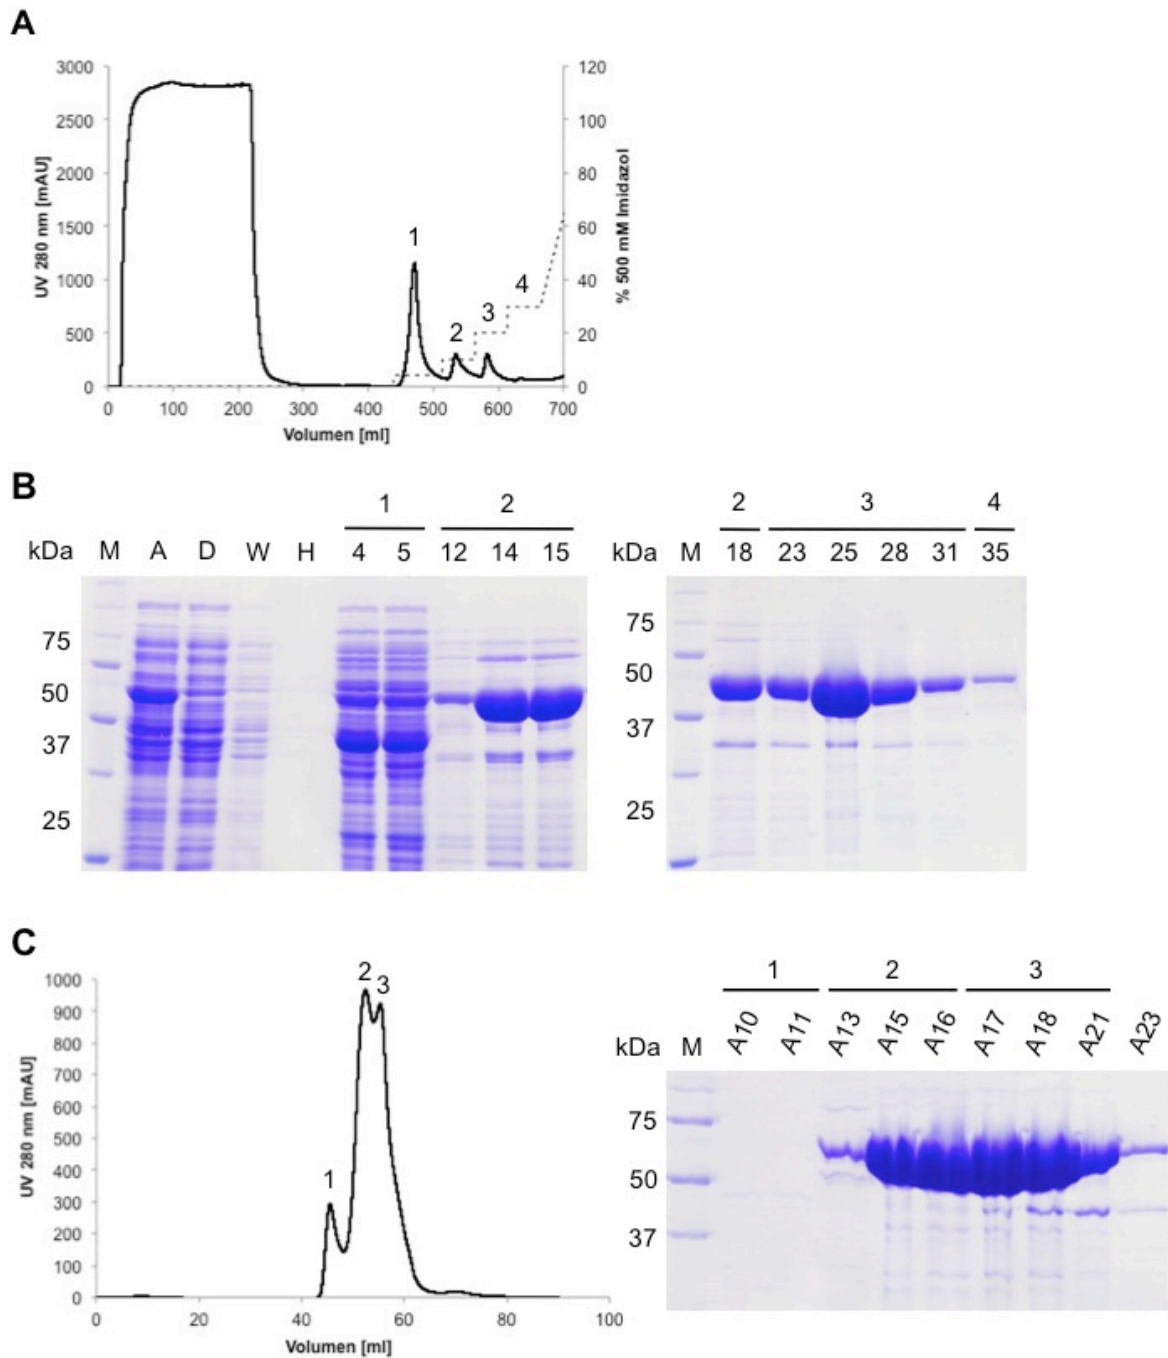 A
3000
2500
2000
1500
1000
500
0
UV 280 nm [mAU]
120
100
80
60
40
20
0
% 500 mM Imidazol
1
2
3
4
0 100 200 300 400 500 600 700
Volumen [ml]
B
1 2
kDa M A D W H 4 5 12 14 15
75
50
37
25
2 3 4
M 18 23 25 28 31 35
75
50
37
25
C
1000
900
800
700
600
500
400
300
200
100
0
UV 280 nm [mAU]
1
2
3
0 20 40 60 80 100
Volumen [ml]
1 2 3
kDa M A10 A11 A13 A15 A16 A17 A18 A21 A23
75
50
37